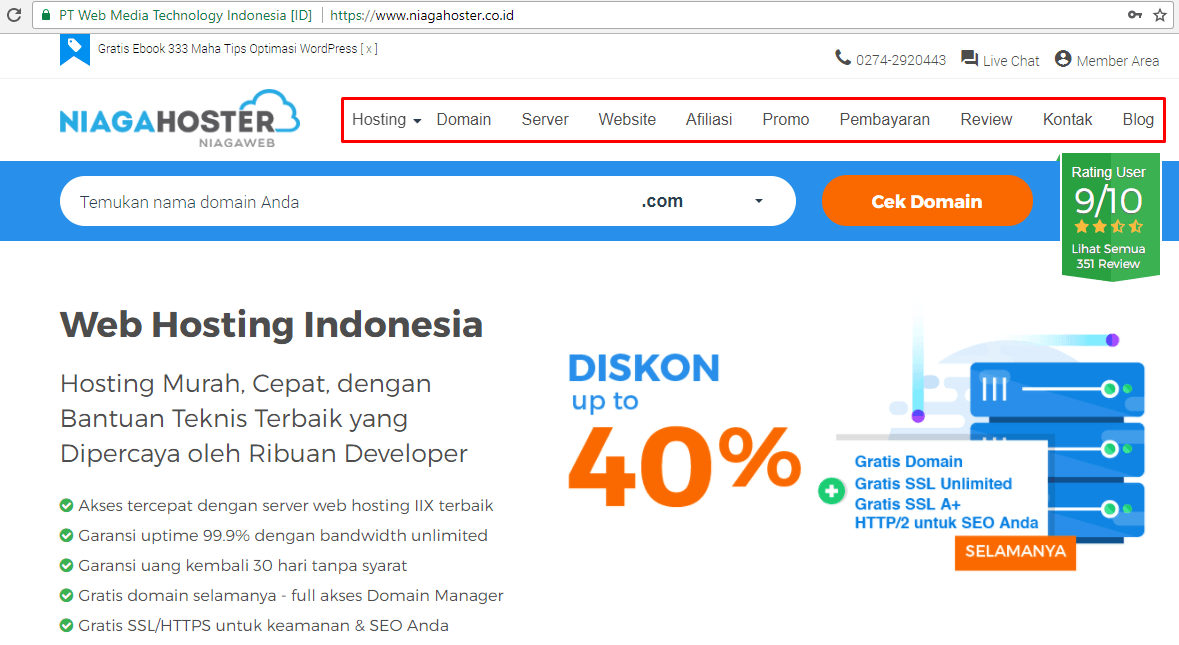 PT Web Media Technology Indonesia [ID] https://www.niagahoster.co.id
Gratis Ebook 333 Maha Tips Optimasi WordPress [ x ]
0274-2920443 Live Chat Member Area
NIAGAHOSTER
NIAGAWEB
Hosting Domain Server Website Afiliasi Promo Pembayaran Review Kontak Blog
Temukan nama domain Anda .com Cek Domain
Rating User
9/10
Lihat Semua
351 Review
Web Hosting Indonesia
Hosting Murah, Cepat, dengan
Bantuan Teknis Terbaik yang
Dipercaya oleh Ribuan Developer
Akses tercepat dengan server web hosting IIX terbaik
Garansi uptime 99.9% dengan bandwidth unlimited
Garansi uang kembali 30 hari tanpa syarat
Gratis domain selamanya - full akses Domain Manager
Gratis SSL/HTTPS untuk keamanan & SEO Anda
DISKON
up to
40%
Gratis Domain
Gratis SSL Unlimited
Gratis SSL A+
HTTP/2 untuk SEO Anda
SELAMANYA